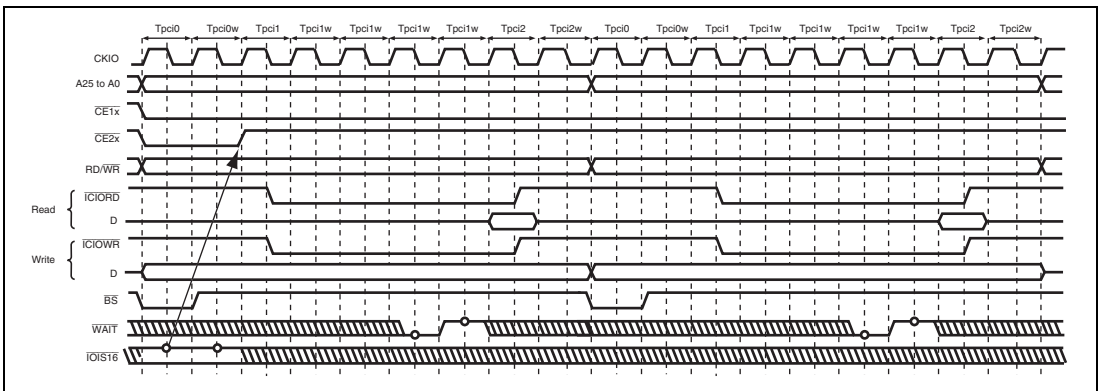 Tpci0 Tpci0w Tpci1 Tpci1w Tpci1w Tpci1w Tpci1w Tpci2 Tpci2w Tpci0 Tpci0w Tpci1 Tpci1w Tpci1w Tpci1w Tpci1w Tpci2 Tpci2w
CKIO
A25 to A0
CE1x
CE2x
RD/WR
ICIORD
Read
D
ICIOWR
Write
D
BS
WAIT
IOIS16